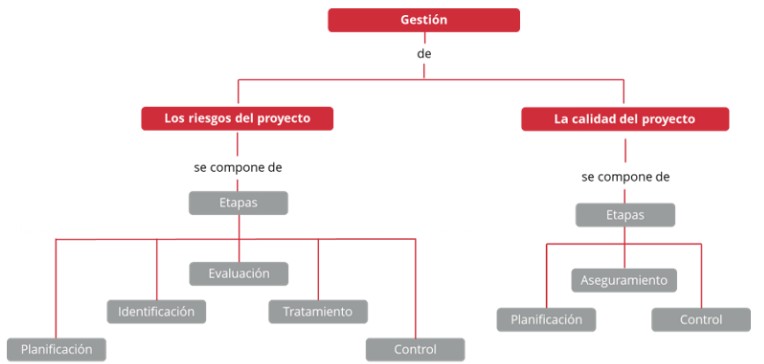 Gestión
de
Los riesgos del proyecto
La calidad del proyecto
se compone de
se compone de
Etapas
Etapas
Evaluación
Aseguramiento
Identificación
Tratamiento
Planificación
Control
Planificación
Control